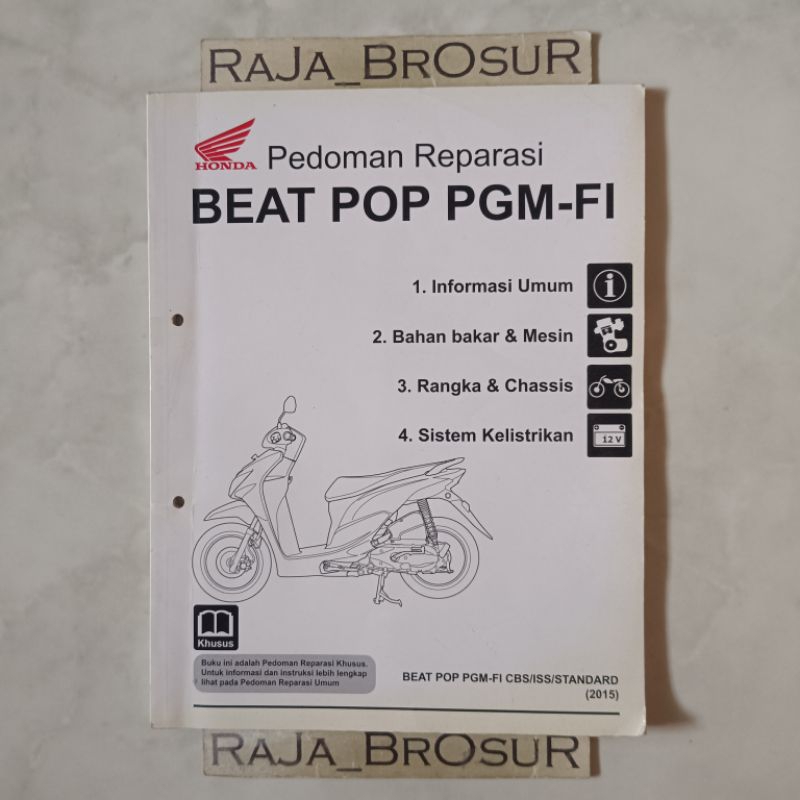 RAJA_BROSUR
HONDA
Pedoman Reparasi
BEAT POP PGM-FI
1. Informasi Umum
2. Bahan bakar & Mesin
3. Rangka & Chassis
4. Sistem Kelistrikan
12 V
Khusus
Buku ini adalah Pedoman Reparasi Khusus.
Untuk informasi dan instruksi lebih lengkap
lihat pada Pedoman Reparasi Umum
BEAT POP PGM-FI CBS/ISS/STANDARD
(2015)
RAJA_BROSUR